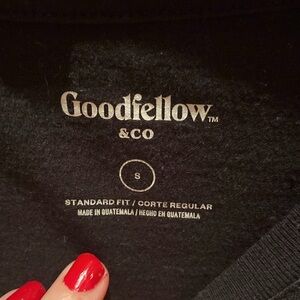 Goodfellow™
&CO
S
STANDARD FIT / CORTE REGULAR
MADE IN GUATEMALA / HECHO EN GUATEMALA